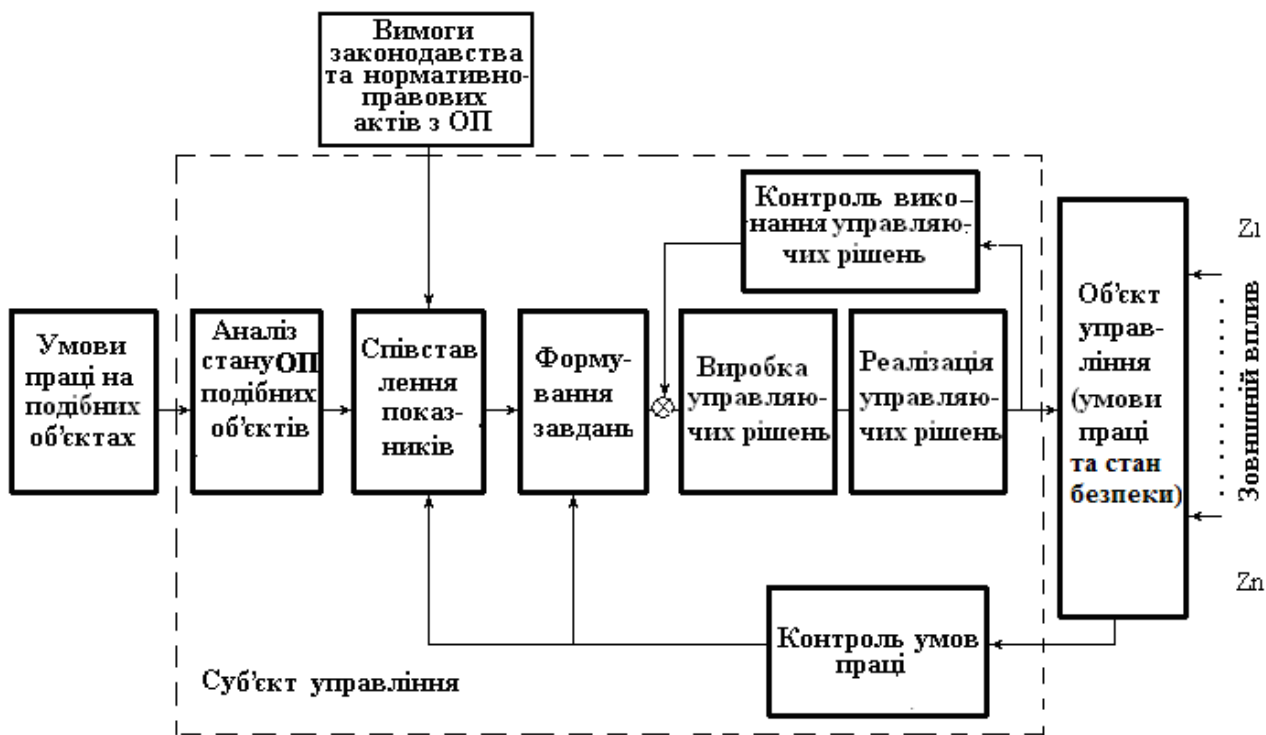 Вимоги
законодавства
та нормативно-
правових
актів з ОП
Контроль вико-
нання управляю-
чих рішень
Z1
Умови
праці на
подібних
об'єктах
Аналіз
стану ОП
подібних
об'єктів
Співстав
лення
показ-
ників
Форму-
вання
завдань
Виробка
управляю-
чих рішень
Реалізація
управляю-
чих рішень
Об'єкт
управ-
ління
(умови
праці
та стан
безпеки)
Зовнішній вплив
Zn
Контроль умов
праці
Суб'єкт управління